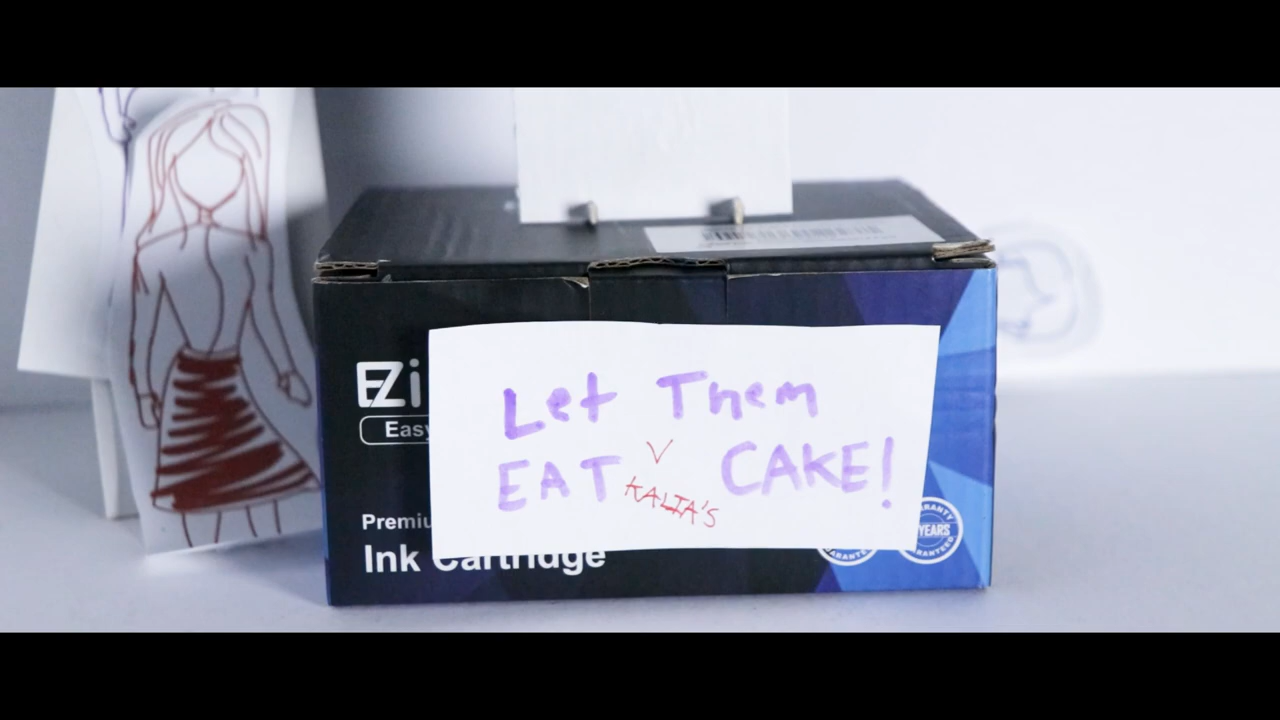 EZi
Easy
Let Them
EAT KALIA'S CAKE!
Premiu
Ink Cartridge
YEARS